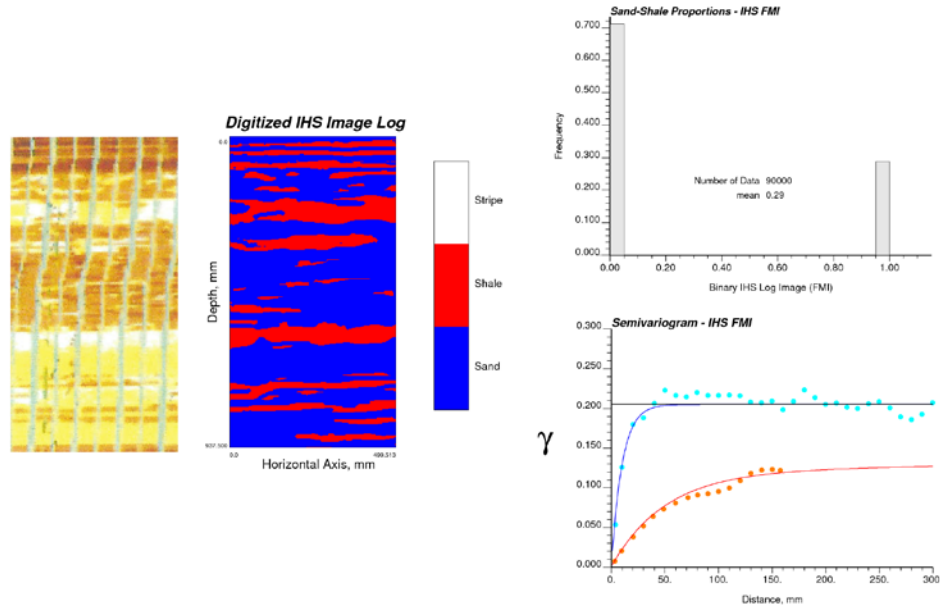 Digitized IHS Image Log
0.0
Depth, mm
0.0
Horizontal Axis, mm
Stripe
Shale
Sand
Sand-Shale Proportions - IHS FMI
Frequency
0.700
0.600
0.500
0.400
0.300
0.200
0.100
0.000
Number of Data 90000
mean 0.29
0.00 0.20 0.40 0.60 0.80 1.00
Binary IHS Log Image (FMI)
Semivariogram - IHS FMI
γ
0.300
0.250
0.200
0.150
0.100
0.050
0.000
0. 50. 100. 150. 200. 250. 300
Distance, mm